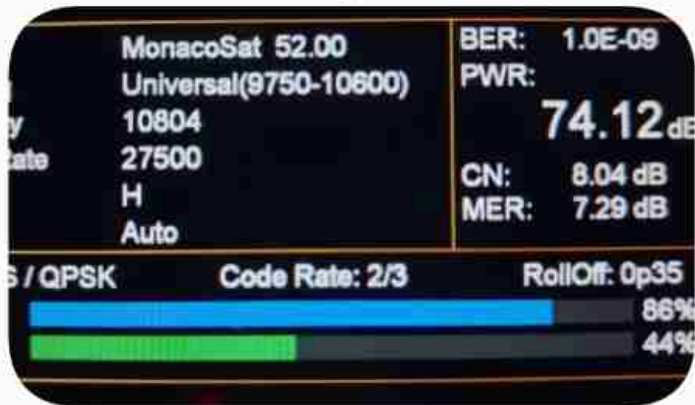 MonacoSat 52.00
Universal(9750-10600)
10804
27500
H
Auto
BER: 1.0E-09
PWR:
74.12
CN: 8.04 dB
MER: 7.29 dB
/ QPSK Code Rate: 2/3 RollOff: 0p35
86%
44%